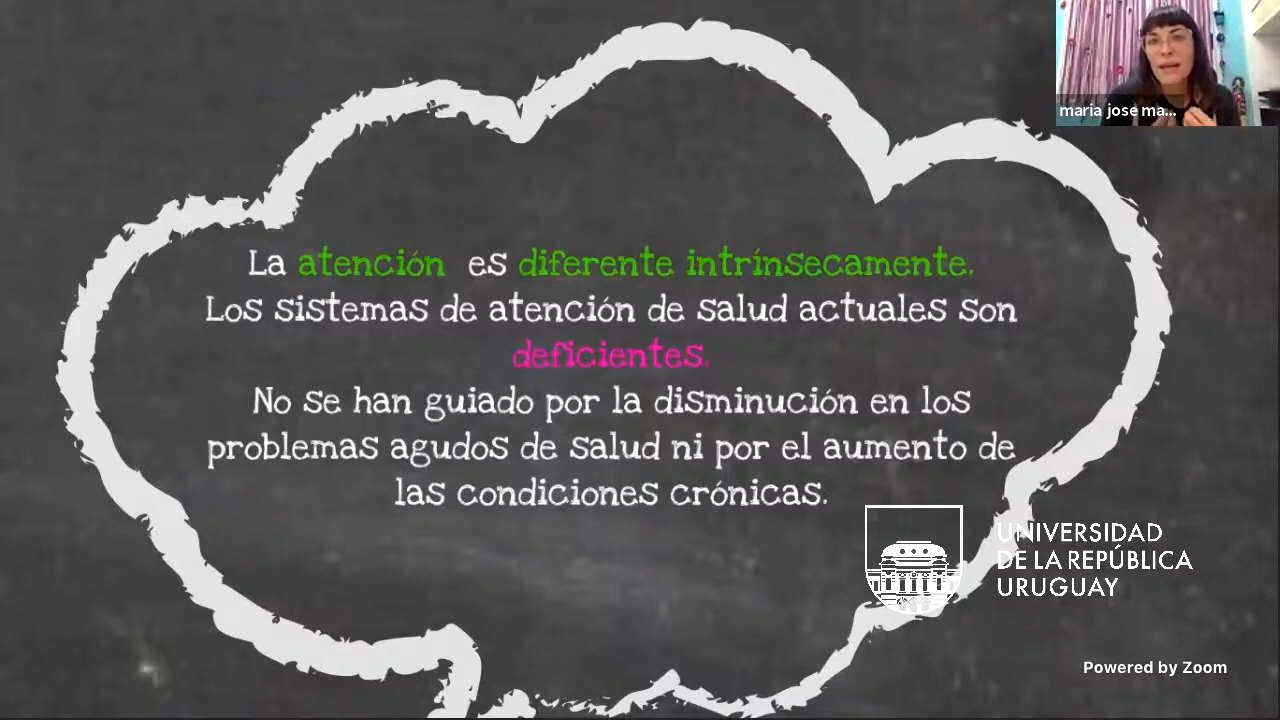 maria jose ma...
La atención es diferente intrínsecamente.
Los sistemas de atención de salud actuales son
deficientes.
No se han guiado por la disminución en los
problemas agudos de salud ni por el aumento de
las condiciones crónicas.
UNIVERSIDAD
DE LA REPÚBLICA
URUGUAY
Powered by Zoom